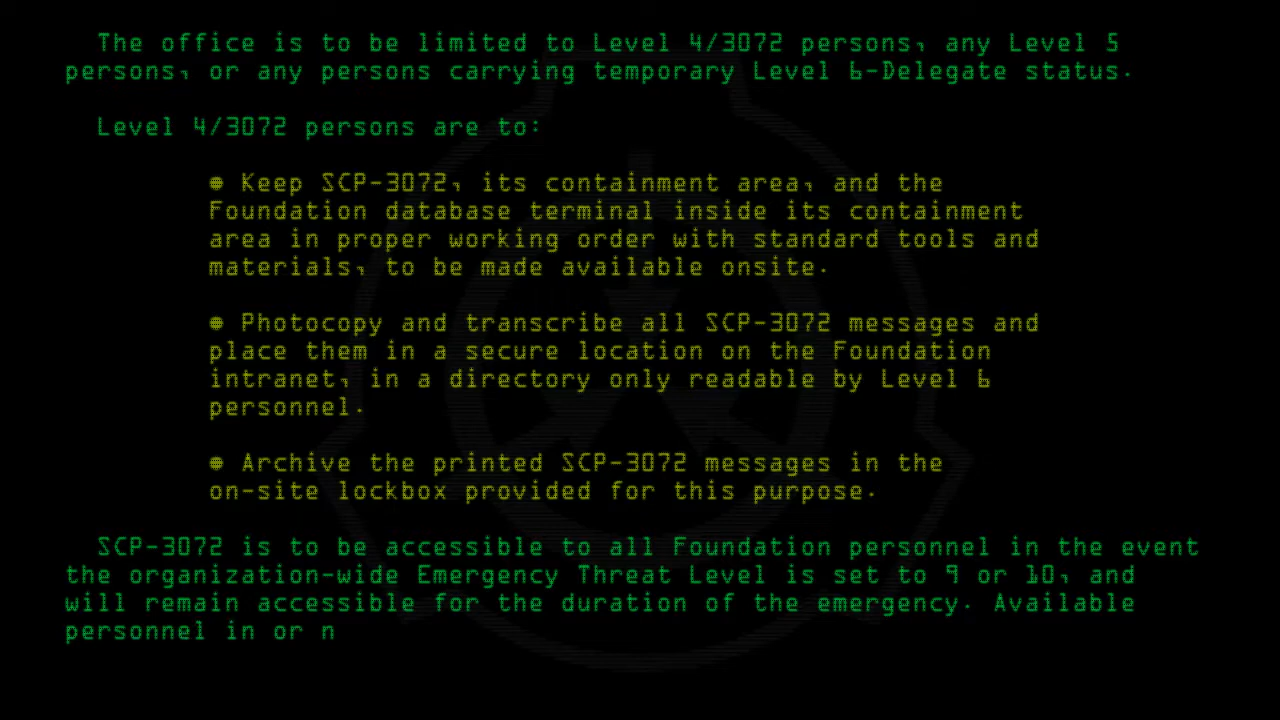 The office is to be limited to Level 4/3072 persons, any Level 5
persons, or any persons carrying temporary Level 6-Delegate status.
Level 4/3072 persons are to:
● Keep SCP-3072, its containment area, and the
Foundation database terminal inside its containment
area in proper working order with standard tools and
materials, to be made available onsite.
● Photocopy and transcribe all SCP-3072 messages and
place them in a secure location on the Foundation
intranet, in a directory only readable by Level 6
personnel.
● Archive the printed SCP-3072 messages in the
on-site lockbox provided for this purpose.
SCP-3072 is to be accessible to all Foundation personnel in the event
the organization-wide Emergency Threat Level is set to 9 or 10, and
will remain accessible for the duration of the emergency. Available
personnel in or n